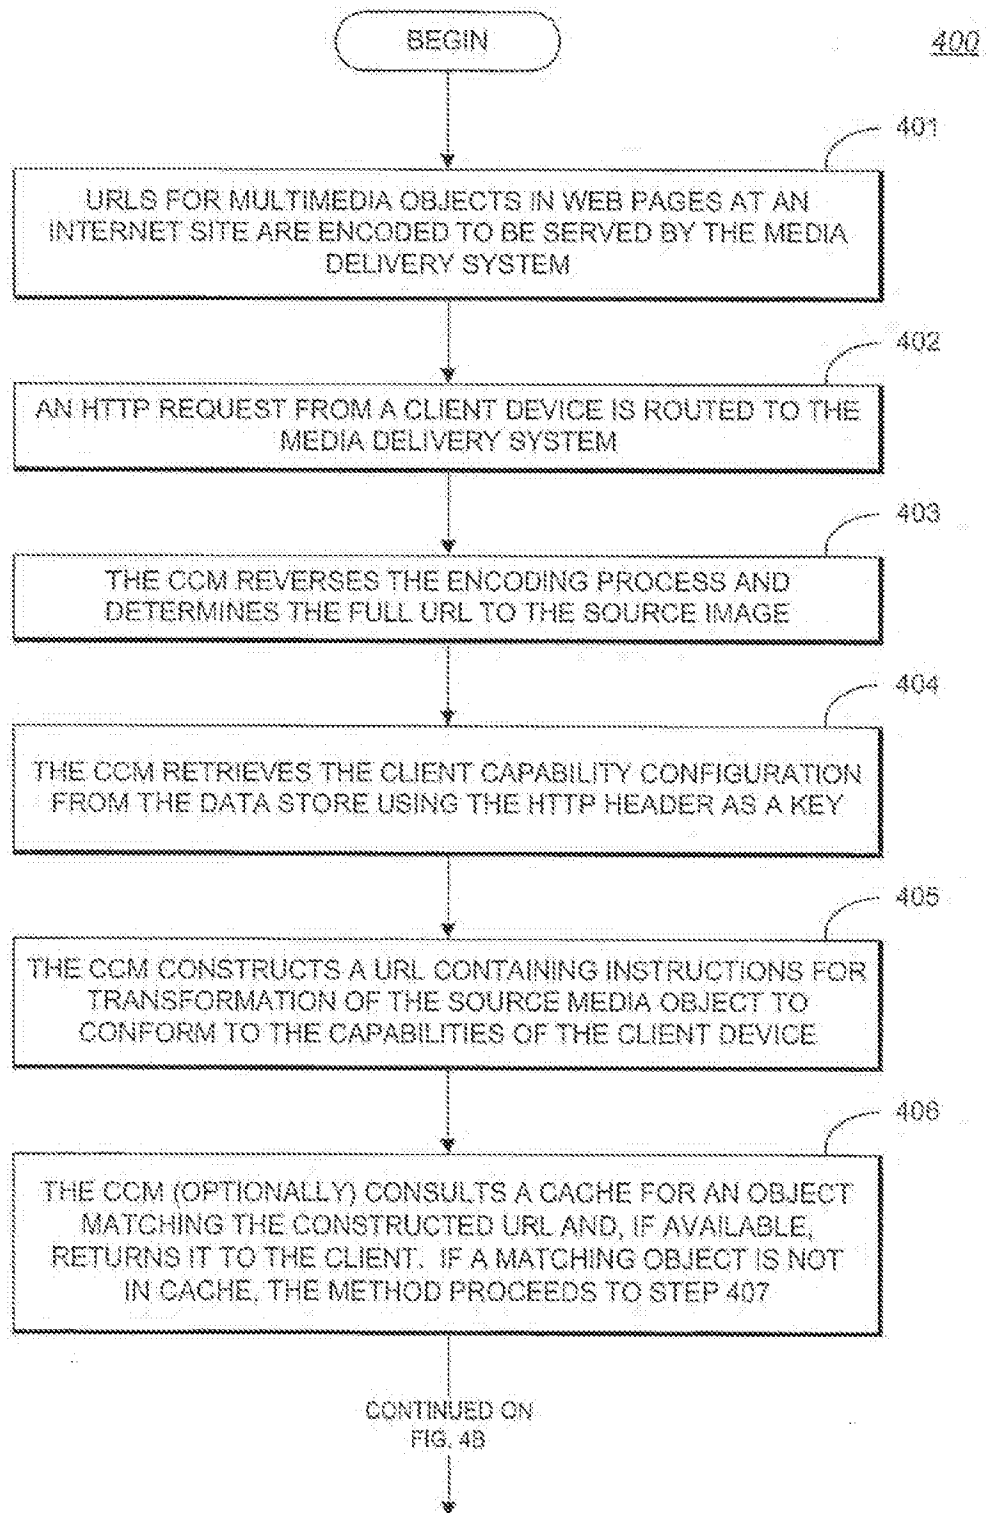 BEGIN
400
401
URLS FOR MULTIMEDIA OBJECTS IN WEB PAGES AT AN
INTERNET SITE ARE ENCODED TO BE SERVED BY THE MEDIA
DELIVERY SYSTEM
402
AN HTTP REQUEST FROM A CLIENT DEVICE IS ROUTED TO THE
MEDIA DELIVERY SYSTEM
403
THE CCM REVERSES THE ENCODING PROCESS AND
DETERMINES THE FULL URL TO THE SOURCE IMAGE
404
THE CCM RETRIEVES THE CLIENT CAPABILITY CONFIGURATION
FROM THE DATA STORE USING THE HTTP HEADER AS A KEY
405
THE CCM CONSTRUCTS A URL CONTAINING INSTRUCTIONS FOR
TRANSFORMATION OF THE SOURCE MEDIA OBJECT TO
CONFORM TO THE CAPABILITIES OF THE CLIENT DEVICE
406
THE CCM (OPTIONALLY) CONSULTS A CACHE FOR AN OBJECT
MATCHING THE CONSTRUCTED URL AND, IF AVAILABLE,
RETURNS IT TO THE CLIENT. IF A MATCHING OBJECT IS NOT
IN CACHE, THE METHOD PROCEEDS TO STEP 407
CONTINUED ON
FIG. 4B